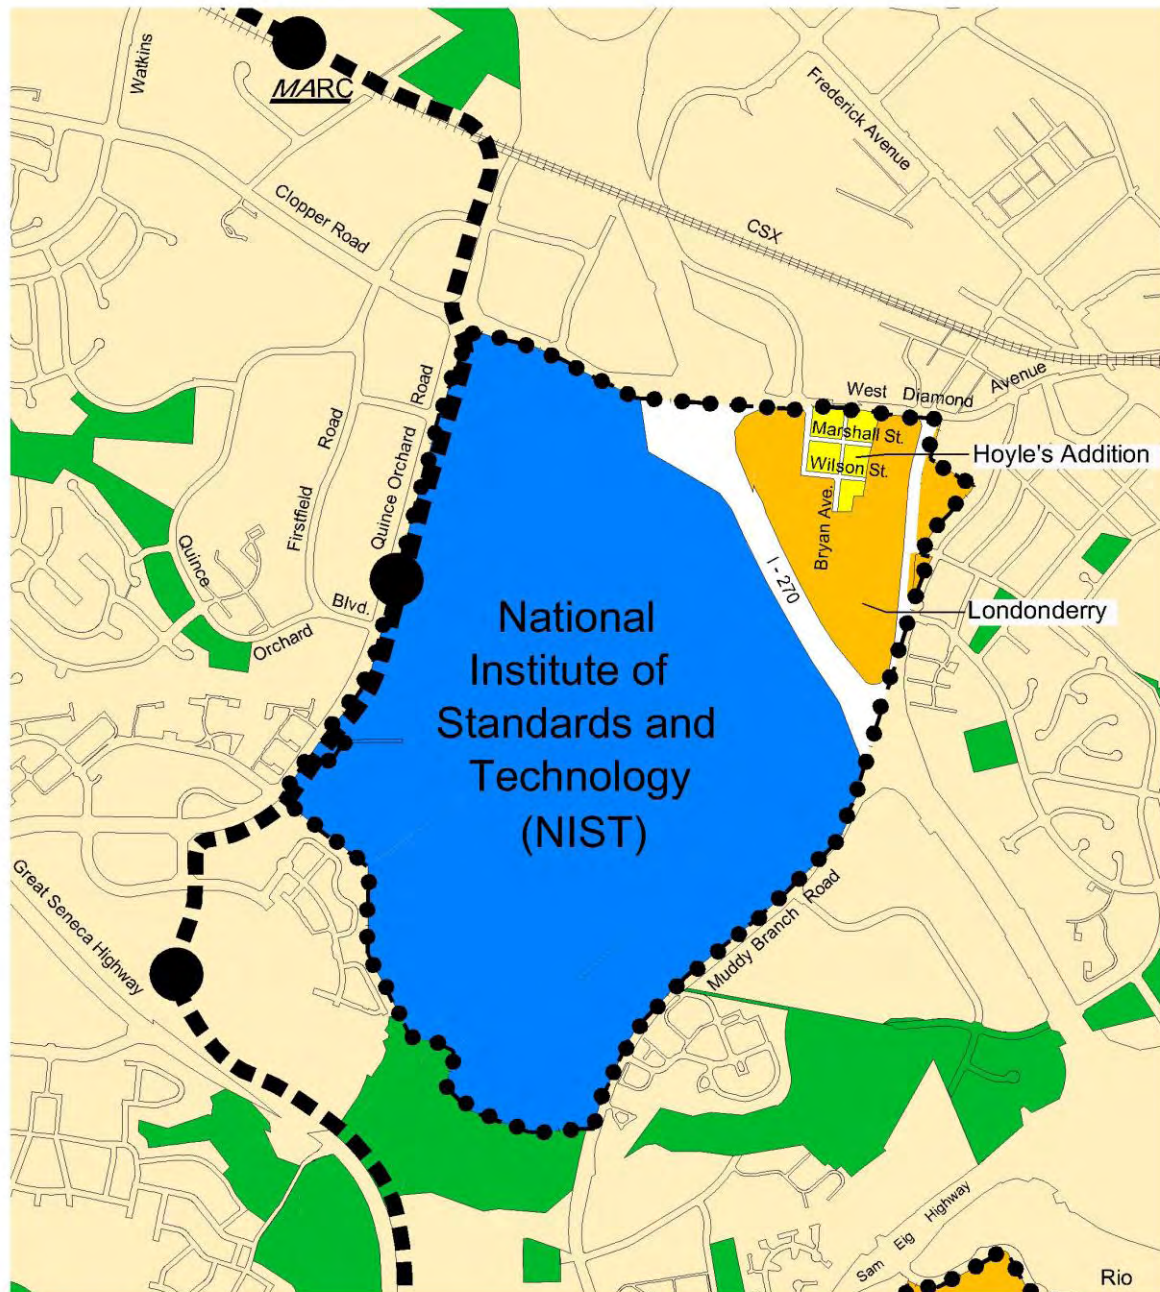 Watkins
MARC
Frederick Avenue
Clopper Road
CSX
West Diamond
Avenue
Marshall St.
Hoyle's Addition
Wilson St.
Bryan Ave.
Firstfield
Road
Quince Orchard
Road
I - 270
Quince
Orchard
Blvd.
Londonderry
National
Institute of
Standards and
Technology
(NIST)
Great Seneca Highway
Muddy Branch Road
Sam Eig Highway
Rio